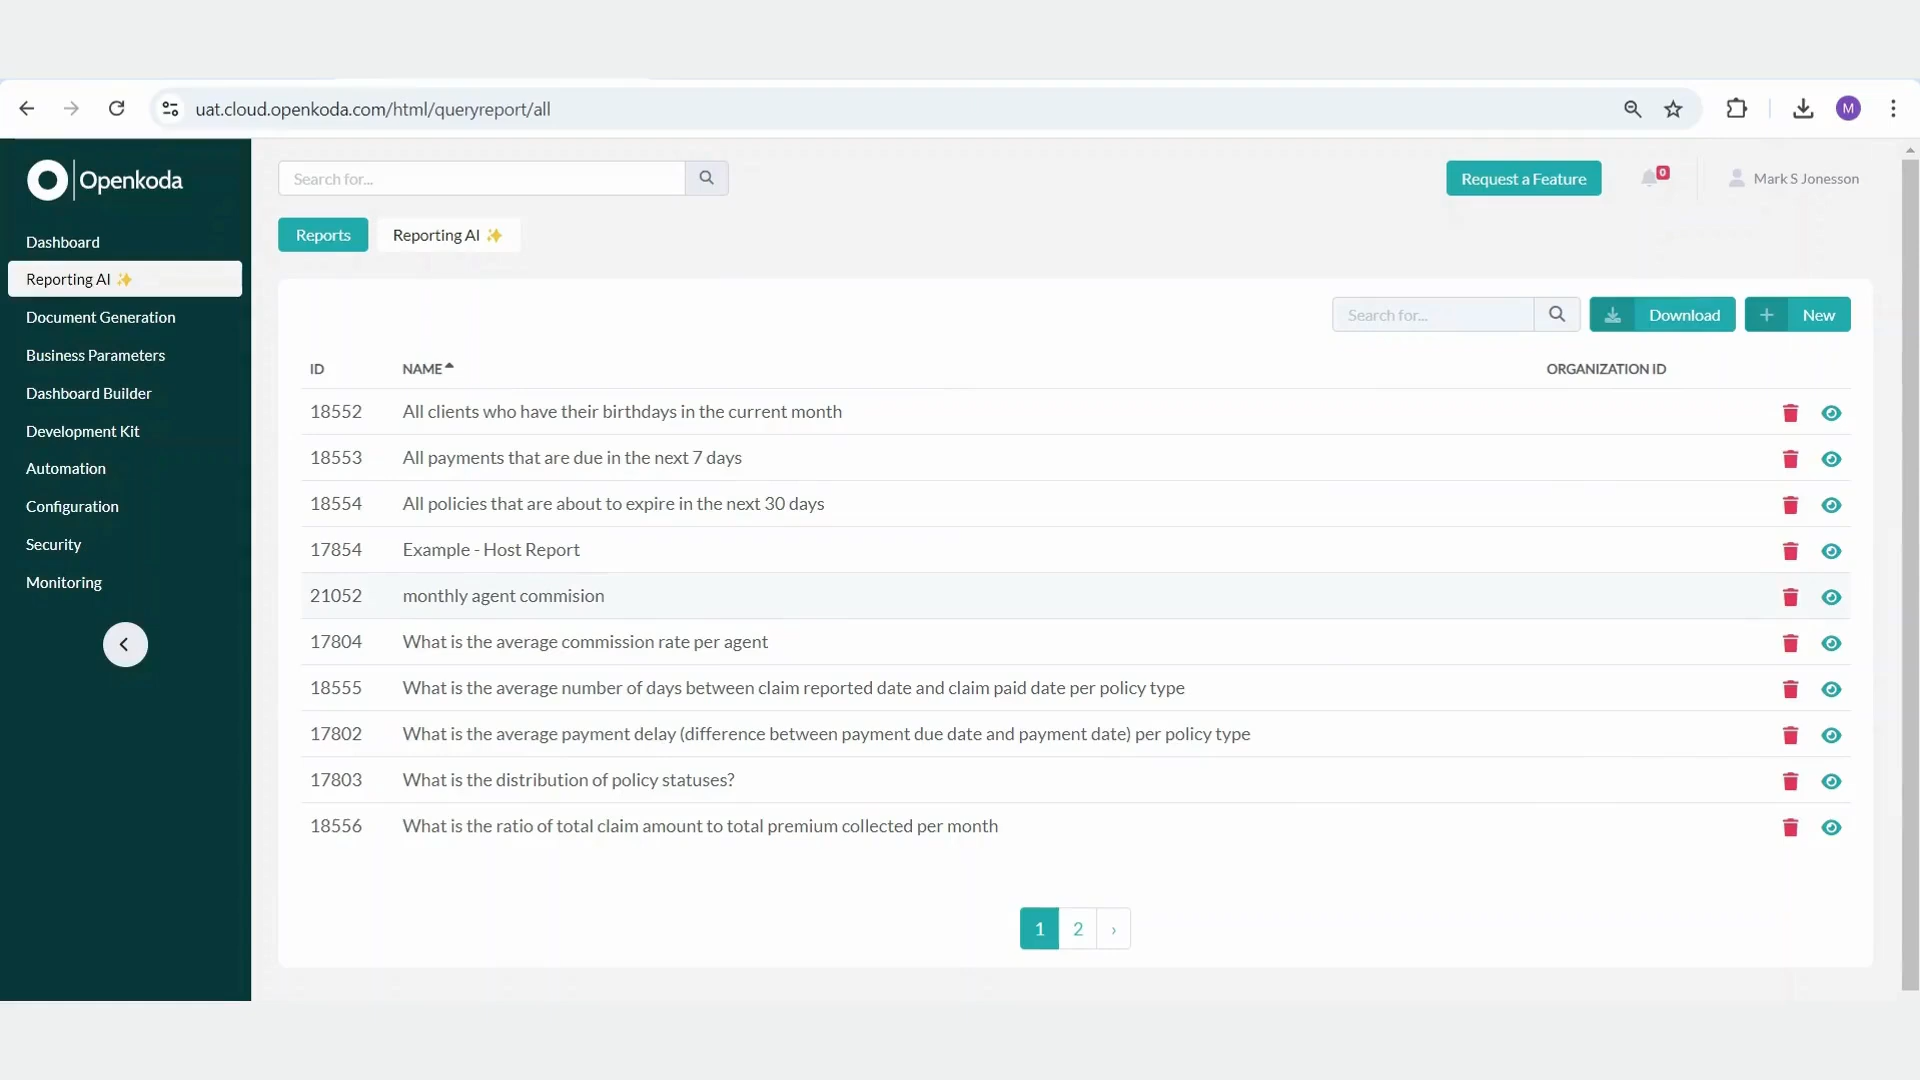 uat.cloud.openkoda.com/html/queryreport/all
M
Openkoda
Search for...
Request a Feature
0
Mark S Jonesson
Dashboard
Reporting AI ✨
Document Generation
Business Parameters
Dashboard Builder
Development Kit
Automation
Configuration
Security
Monitoring
Reports
Reporting AI ✨
Search for...
Download
+ New
ID NAME ORGANIZATION ID
18552 All clients who have their birthdays in the current month
18553 All payments that are due in the next 7 days
18554 All policies that are about to expire in the next 30 days
17854 Example - Host Report
21052 monthly agent commision
17804 What is the average commission rate per agent
18555 What is the average number of days between claim reported date and claim paid date per policy type
17802 What is the average payment delay (difference between payment due date and payment date) per policy type
17803 What is the distribution of policy statuses?
18556 What is the ratio of total claim amount to total premium collected per month
1 2 ›